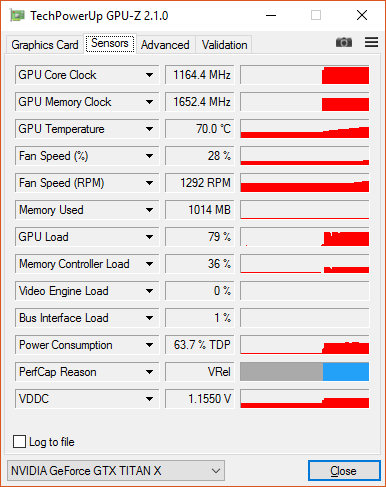 TechPowerUp GPU-Z 2.1.0
Graphics Card Sensors Advanced Validation
GPU Core Clock 1164.4 MHz
GPU Memory Clock 1652.4 MHz
GPU Temperature 70.0 °C
Fan Speed (%) 28 %
Fan Speed (RPM) 1292 RPM
Memory Used 1014 MB
GPU Load 79 %
Memory Controller Load 36 %
Video Engine Load 0 %
Bus Interface Load 1 %
Power Consumption 63.7 % TDP
PerfCap Reason VRel
VDDC 1.1550 V
Log to file
NVIDIA GeForce GTX TITAN X Close